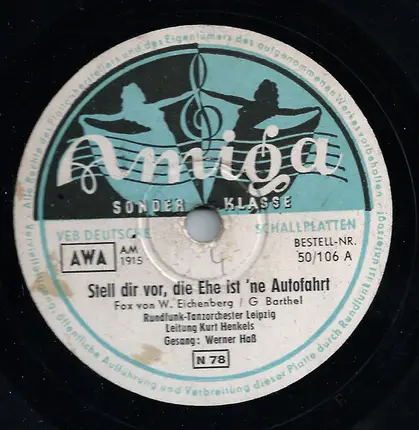 Alle Rechte des Plattenherstellers und des Eigentümers des aufgenommenen Werkes vorbehalten!
Amiga
SONDER KLASSE
VEB DEUTSCHE SCHALLPLATTEN
AWA
AM
1915
BESTELL-NR.
50/106 A
Stell dir vor, die Ehe ist 'ne Autofahrt
Fox von W. Eichenberg / G. Barthel
Rundfunk-Tanzorchester Leipzig
Leitung Kurt Henkels
Gesang: Werner Haß
N 78
öffentliche Aufführung und Verbreitung dieser Platte durch Rundfunk ist untersagt